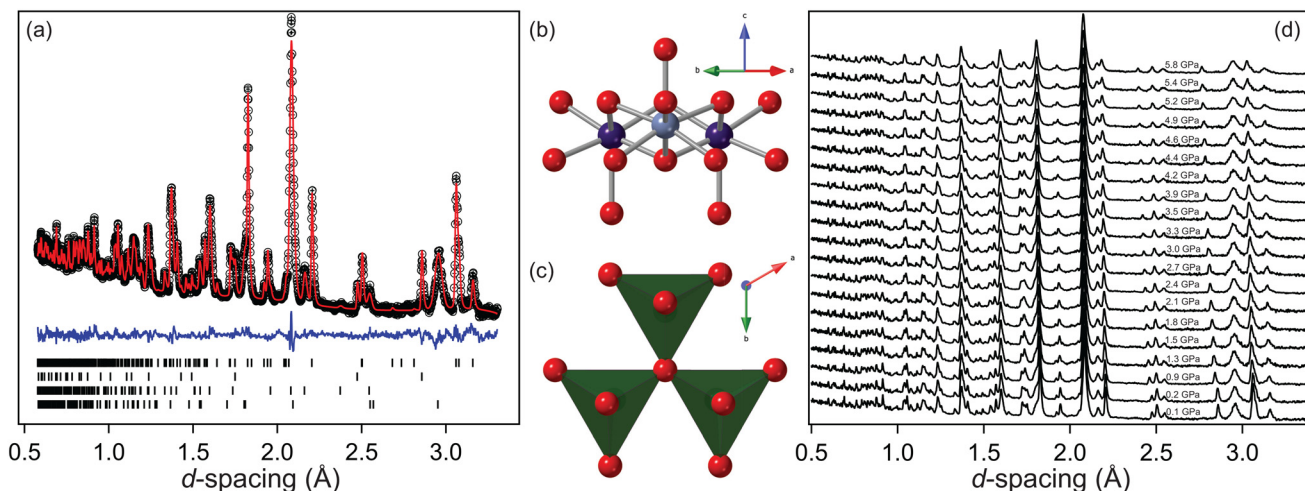 (a)
0.5 1.0 1.5 2.0 2.5 3.0
d-spacing (Å)
(b)
c
b a
(c)
a
b
(d)
5.8 GPa
5.4 GPa
5.2 GPa
4.9 GPa
4.6 GPa
4.4 GPa
4.2 GPa
3.9 GPa
3.5 GPa
3.3 GPa
3.0 GPa
2.7 GPa
2.4 GPa
2.1 GPa
1.8 GPa
1.5 GPa
1.3 GPa
0.9 GPa
0.2 GPa
0.1 GPa
0.5 1.0 1.5 2.0 2.5 3.0
d-spacing (Å)